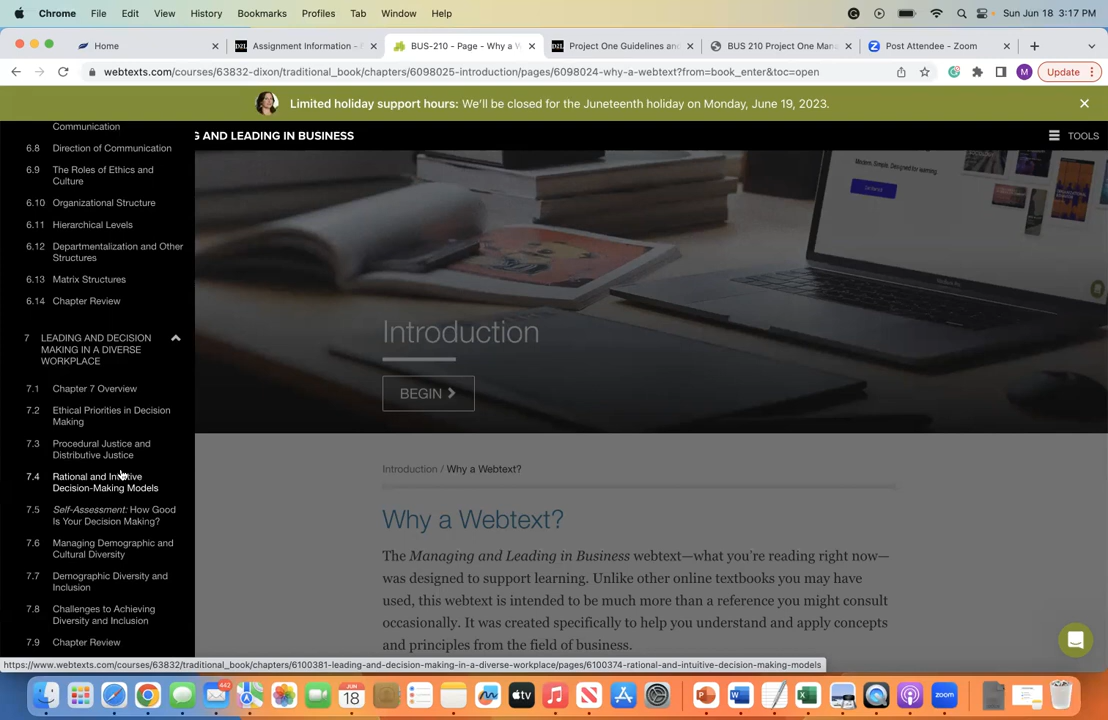 Chrome File Edit View History Bookmarks Profiles Tab Window Help Sun Jun 18 3:17 PM
Home D2L Assignment Information - BUS-210 - Page - Why a W D2L Project One Guidelines and BUS 210 Project One Man Post Attendee - Zoom
webtexts.com/courses/63832-dixon/traditional_book/chapters/6098025-introduction/pages/6098024-why-a-webtext?from=book_enter&toc=open M Update
Limited holiday support hours: We'll be closed for the Juneteenth holiday on Monday, June 19, 2023.
G AND LEADING IN BUSINESS TOOLS
Communication
6.8 Direction of Communication
6.9 The Roles of Ethics and
Culture
6.10 Organizational Structure
6.11 Hierarchical Levels
6.12 Departmentalization and Other
Structures
6.13 Matrix Structures
6.14 Chapter Review
7 LEADING AND DECISION
MAKING IN A DIVERSE
WORKPLACE
7.1 Chapter 7 Overview
7.2 Ethical Priorities in Decision
Making
7.3 Procedural Justice and
Distributive Justice
7.4 Rational and Intuitive
Decision-Making Models
7.5 Self-Assessment: How Good
Is Your Decision Making?
7.6 Managing Demographic and
Cultural Diversity
7.7 Demographic Diversity and
Inclusion
7.8 Challenges to Achieving
Diversity and Inclusion
7.9 Chapter Review
Introduction
BEGIN
Introduction / Why a Webtext?
Why a Webtext?
The Managing and Leading in Business webtext—what you're reading right now—
was designed to support learning. Unlike other online textbooks you may have
used, this webtext is intended to be much more than a reference you might consult
occasionally. It was created specifically to help you understand and apply concepts
and principles from the field of business.
https://www.webtexts.com/courses/63832/traditional_book/chapters/6100381-leading-and-decision-making-in-a-diverse-workplace/pages/6100374-rational-and-intuitive-decision-making-models
442 JUN 18 tv zoom